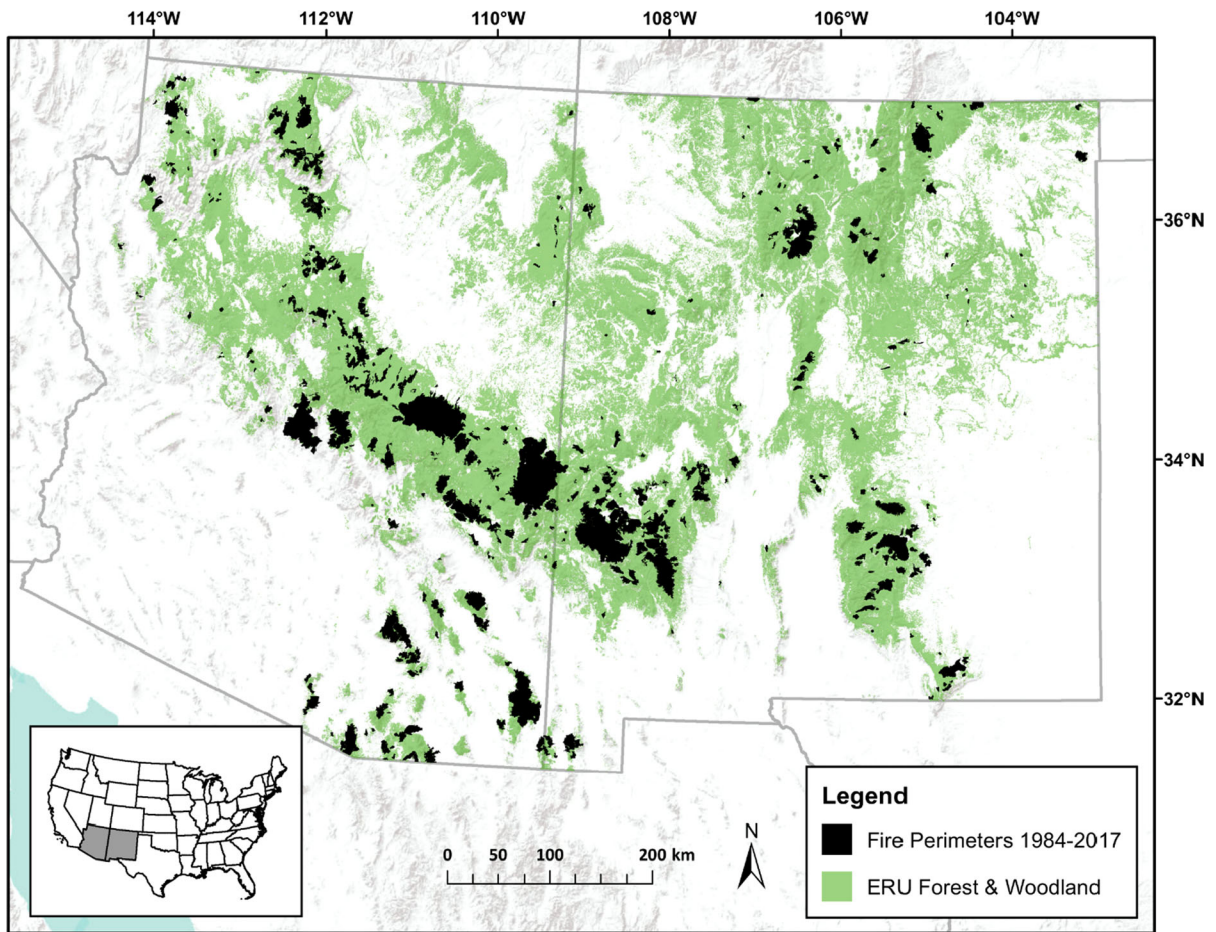 114°W 112°W 110°W 108°W 106°W 104°W
36°N
34°N
32°N
Legend
Fire Perimeters 1984-2017
ERU Forest & Woodland
N
0 50 100 200 km